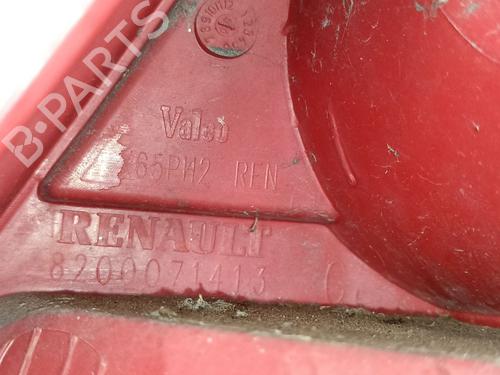 B-PARTS
Valeo
65PH2 REN
RENAULT
8200071413 C